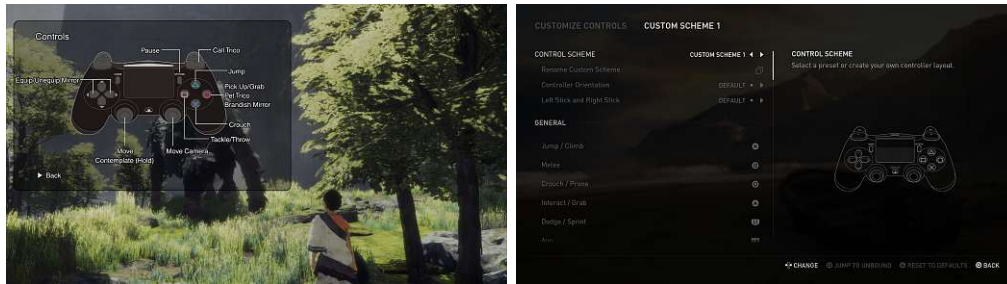 Controls
Pause
Call Trico
Jump
Equip/Unequip Mirror
Pick Up/Grab
Pet Trico
Brandish Mirror
Crouch
Tackle/Throw
Move
Contemplate (Hold)
Move Camera
Back
CUSTOMIZE CONTROLS CUSTOM SCHEME 1
CONTROL SCHEME CUSTOM SCHEME 1
Rename Custom Scheme
Controller Orientation DEFAULT
Left Stick and Right Stick DEFAULT
GENERAL
Jump / Climb
Melee
Crouch / Prone
Interact / Grab
Dodge / Sprint
CONTROL SCHEME
Select a preset or create your own controller layout.
CHANGE JUMP TO UNBOUND RESET TO DEFAULTS BACK